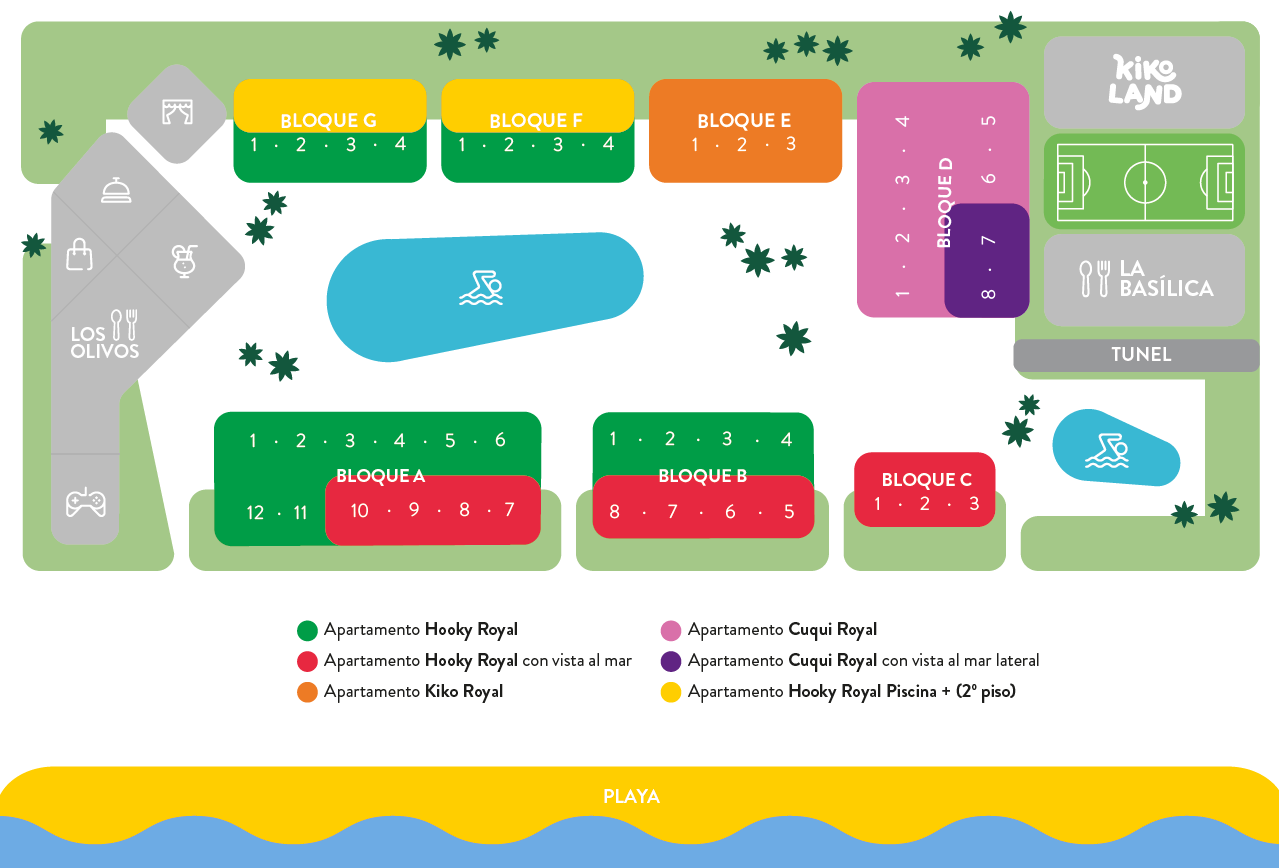 kiko
LAND
BLOQUE G
1 · 2 · 3 · 4
BLOQUE F
1 · 2 · 3 · 4
BLOQUE E
1 · 2 · 3
BLOQUE D
1 · 2 · 3 · 4
8 · 7 · 6 · 5
LA
BASÍLICA
TUNEL
LOS
OLIVOS
BLOQUE A
1 · 2 · 3 · 4 · 5 · 6
12 · 11
10 · 9 · 8 · 7
BLOQUE B
1 · 2 · 3 · 4
8 · 7 · 6 · 5
BLOQUE C
1 · 2 · 3
Apartamento Hooky Royal
Apartamento Hooky Royal con vista al mar
Apartamento Kiko Royal
Apartamento Cuqui Royal
Apartamento Cuqui Royal con vista al mar lateral
Apartamento Hooky Royal Piscina + (2º piso)
PLAYA